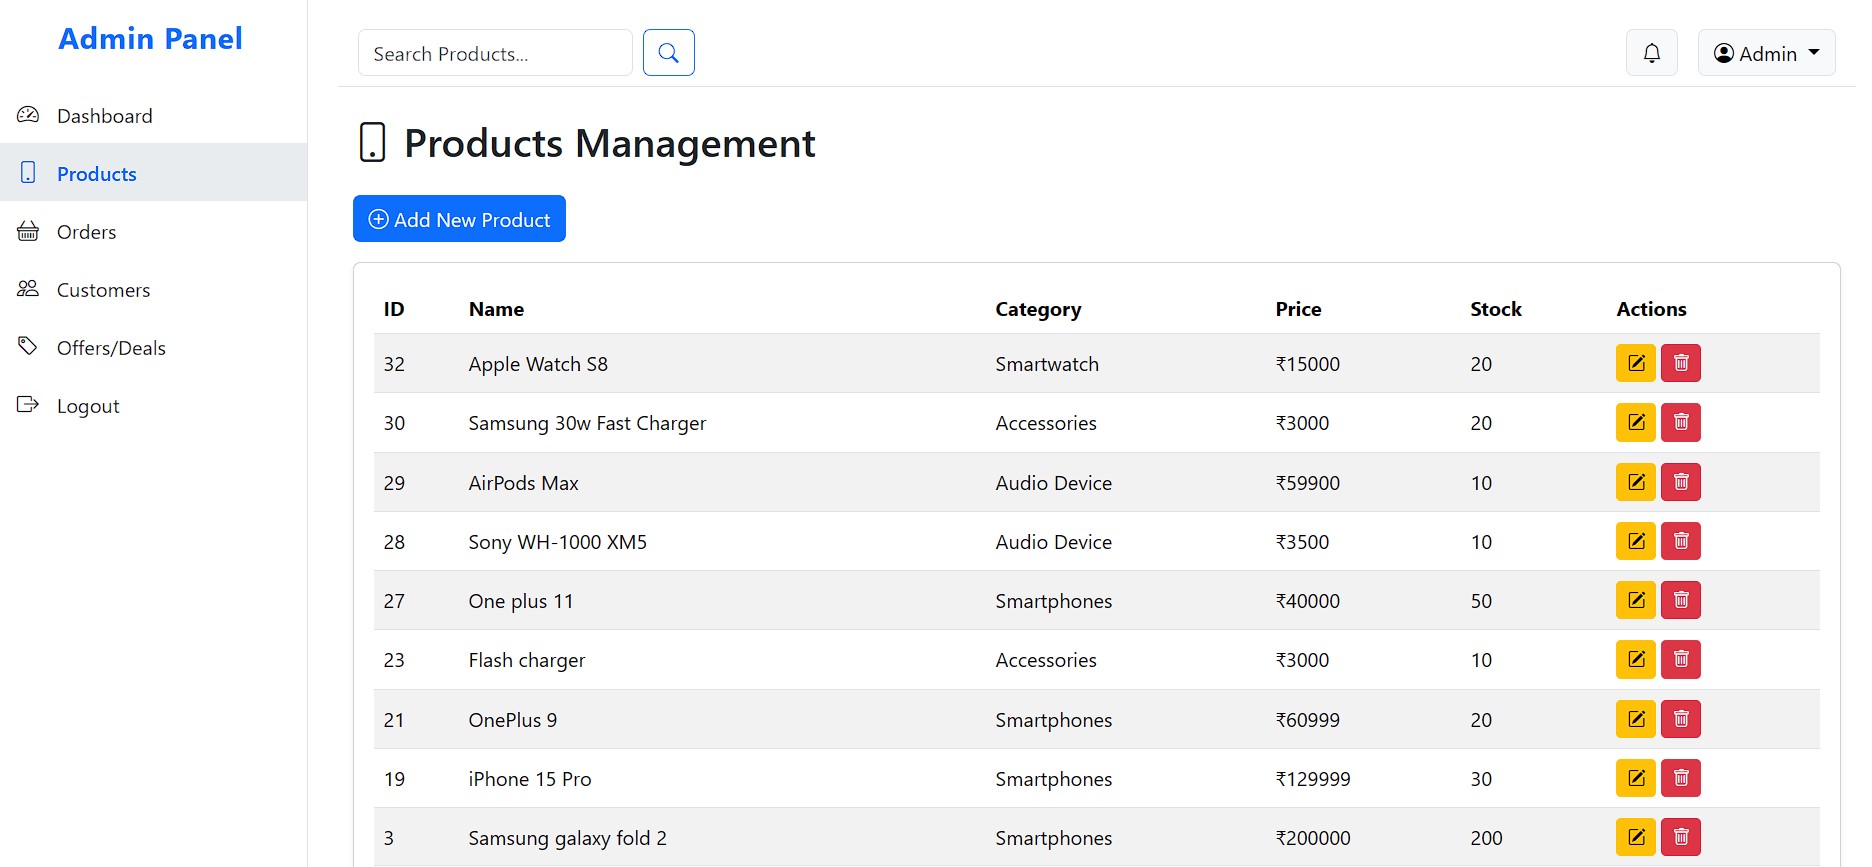 Admin Panel
Dashboard
Products
Orders
Customers
Offers/Deals
Logout
Search Products...
Admin
Products Management
Add New Product
ID Name Category Price Stock Actions
32 Apple Watch S8 Smartwatch ₹15000 20
30 Samsung 30w Fast Charger Accessories ₹3000 20
29 AirPods Max Audio Device ₹59900 10
28 Sony WH-1000 XM5 Audio Device ₹3500 10
27 One plus 11 Smartphones ₹40000 50
23 Flash charger Accessories ₹3000 10
21 OnePlus 9 Smartphones ₹60999 20
19 iPhone 15 Pro Smartphones ₹129999 30
3 Samsung galaxy fold 2 Smartphones ₹200000 200